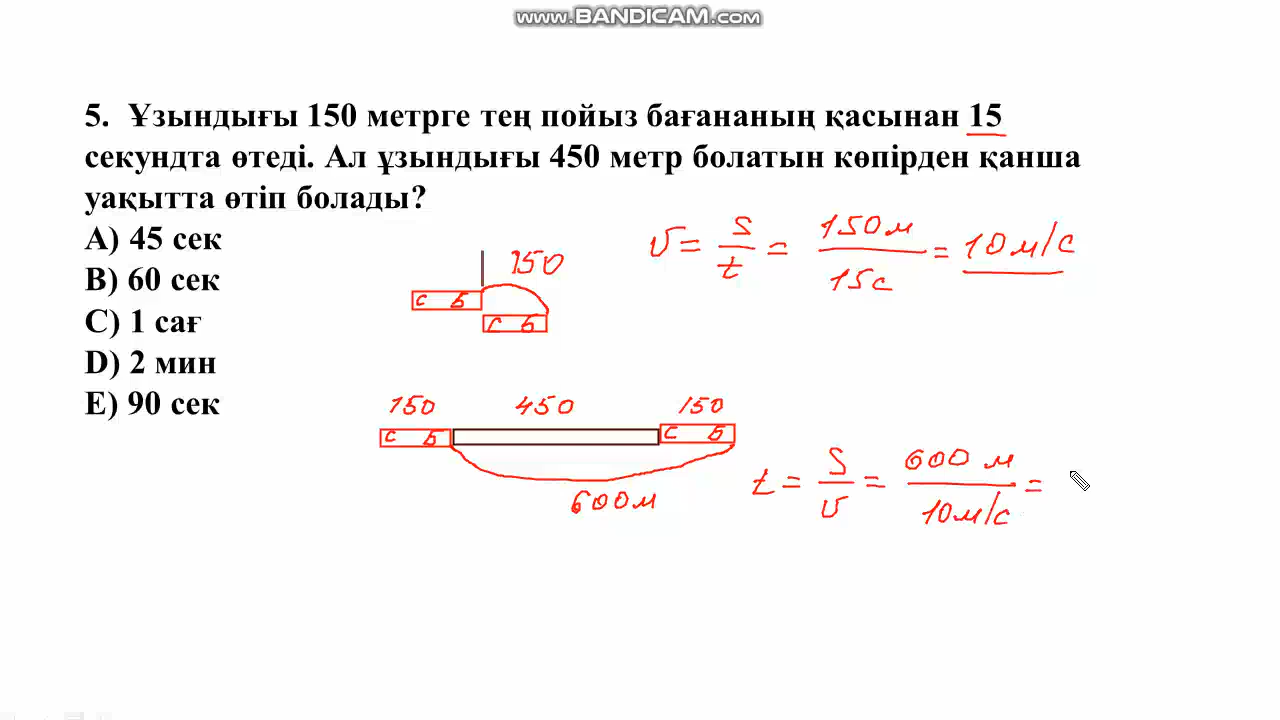 www.BANDICAM.com
5. Ұзындығы 150 метрге тең пойыз бағананың қасынан 15
секундта өтеді. Ал ұзындығы 450 метр болатын көпірден қанша
уақытта өтіп болады?
A) 45 сек
B) 60 сек
C) 1 сағ
D) 2 мин
E) 90 сек
v = s/t = 150м/15с = 10м/с
150
с Б
с Б
150 450 150
с Б с Б
600м
t = S/v = 600 м/10м/с =